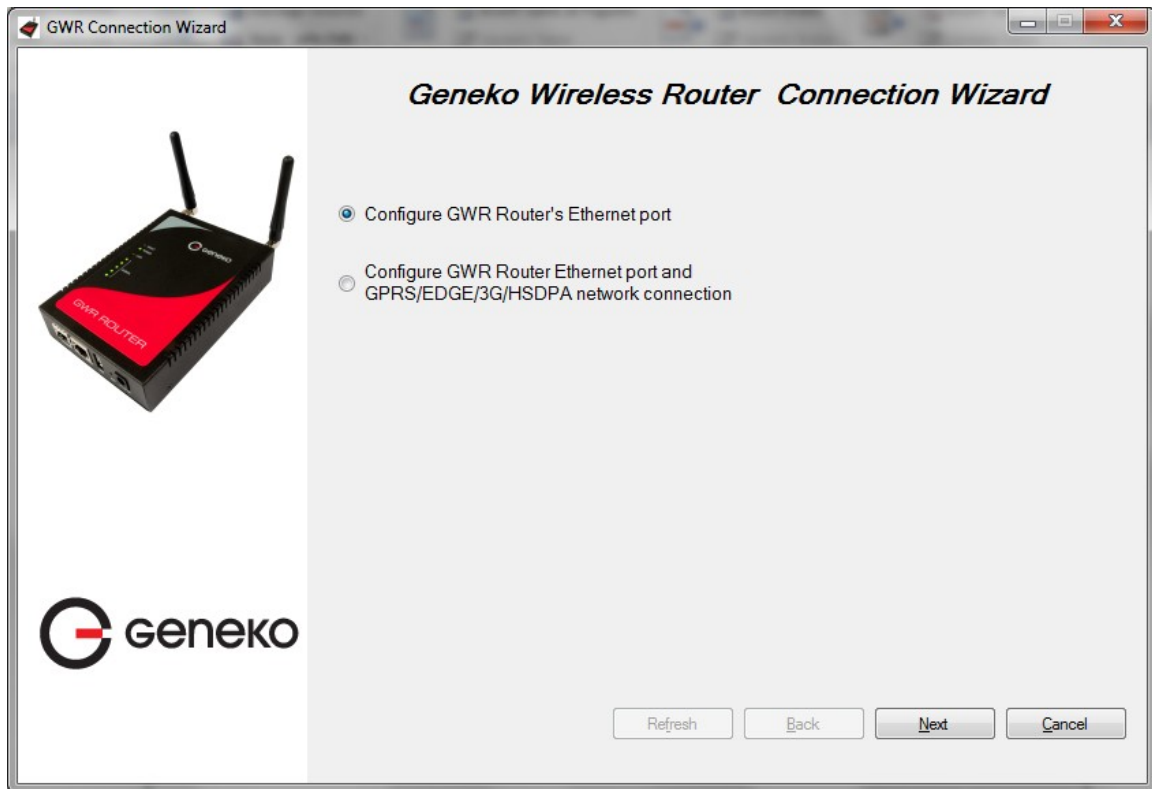 GWR Connection Wizard
Geneko Wireless Router Connection Wizard
GENEKO
GWR ROUTER
Configure GWR Router's Ethernet port
Configure GWR Router Ethernet port and
GPRS/EDGE/3G/HSDPA network connection
GENEKO
Refresh
Back
Next
Cancel